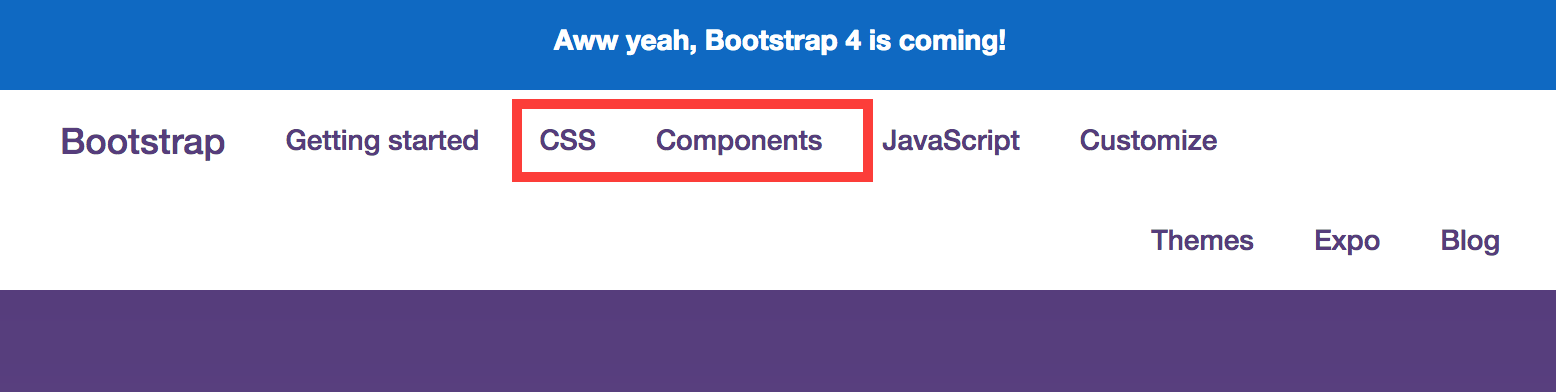 Aww yeah, Bootstrap 4 is coming!
Bootstrap Getting started CSS Components JavaScript Customize
Themes Expo Blog